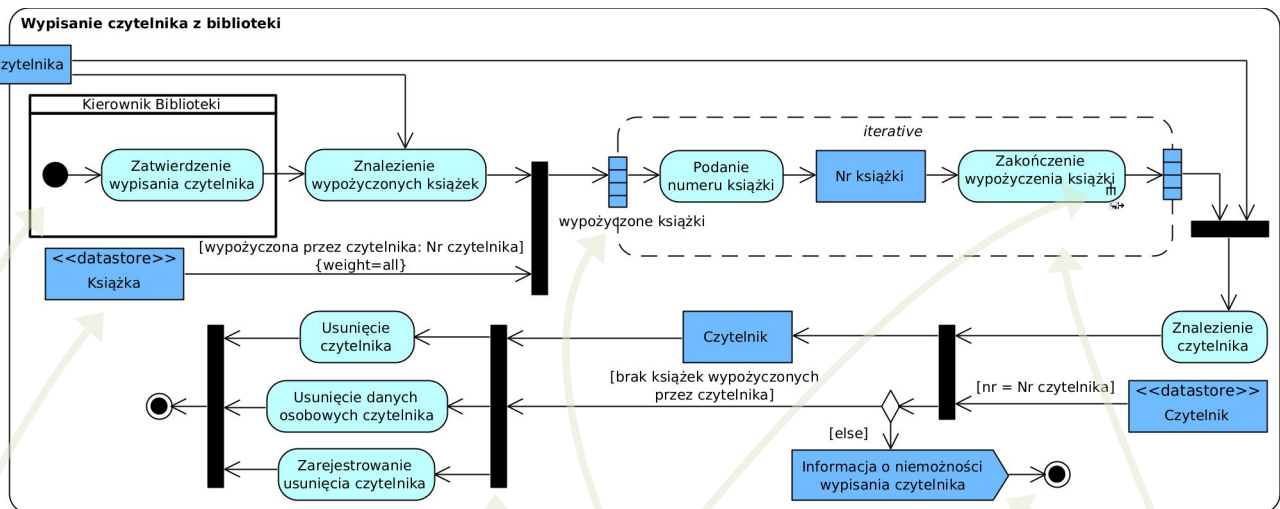 Wypisanie czytelnika z biblioteki
zytelnika
Kierownik Biblioteki
Zatwierdzenie
wypisania czytelnika
Znalezienie
wypożyczonych książek
iterative
Podanie
numeru książki
Nr książki
Zakończenie
wypożyczenia książki
wypożyczone książki
[wypożyczona przez czytelnika: Nr czytelnika]
{weight=all}
<<datastore>>
Książka
Usunięcie
czytelnika
Czytelnik
Znalezienie
czytelnika
[brak książek wypożyczonych
przez czytelnika]
[nr = Nr czytelnika]
<<datastore>>
Czytelnik
Usunięcie danych
osobowych czytelnika
[else]
Zarejestrowanie
usunięcia czytelnika
Informacja o niemożności
wypisania czytelnika